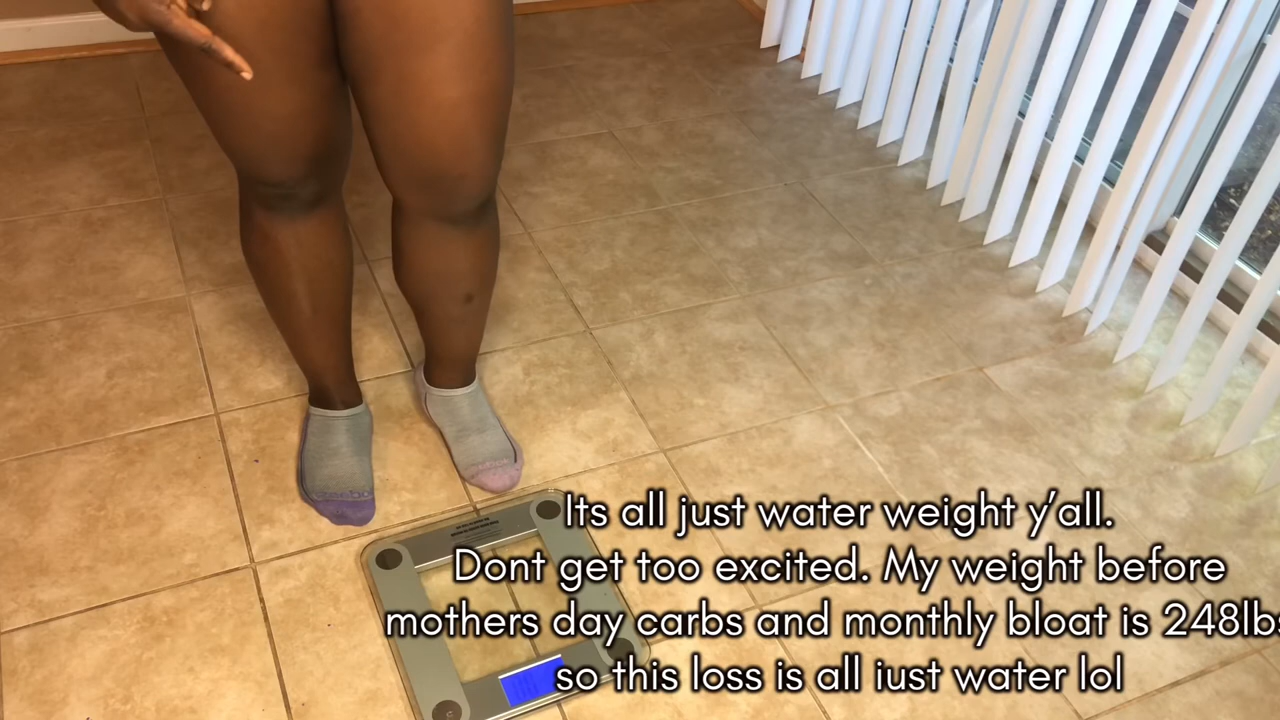 Its all just water weight y'all.
Dont get too excited. My weight before
mothers day carbs and monthly bloat is 248lbs
so this loss is all just water lol